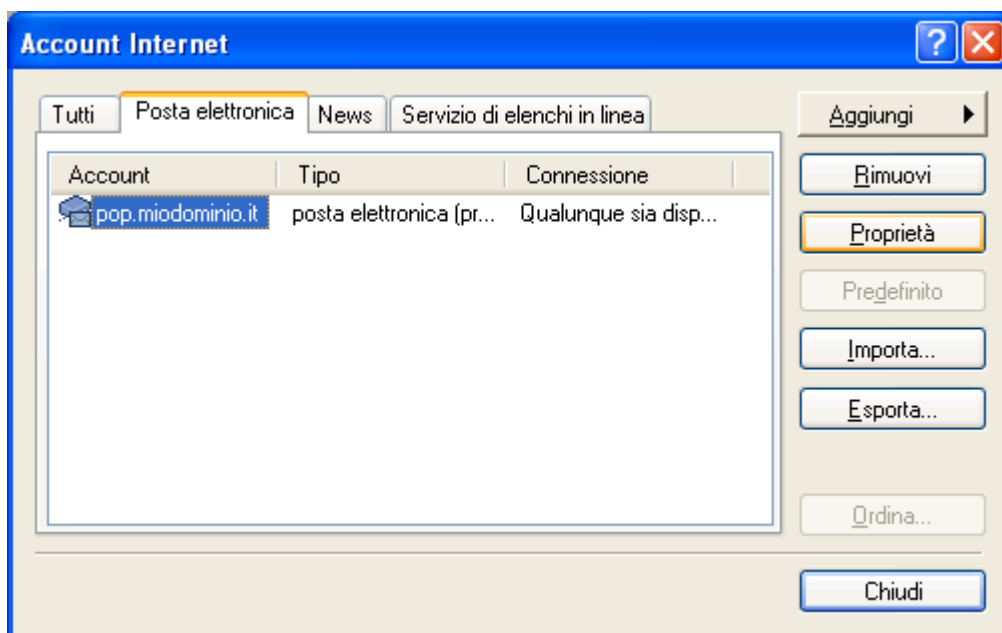 Account Internet
Tutti
Posta elettronica
News
Servizio di elenchi in linea
Account Tipo Connessione
pop.miodominio.it posta elettronica (pr... Qualunque sia disp...
Aggiungi
Rimuovi
Proprietà
Predefinito
Importa...
Esporta...
Ordina...
Chiudi